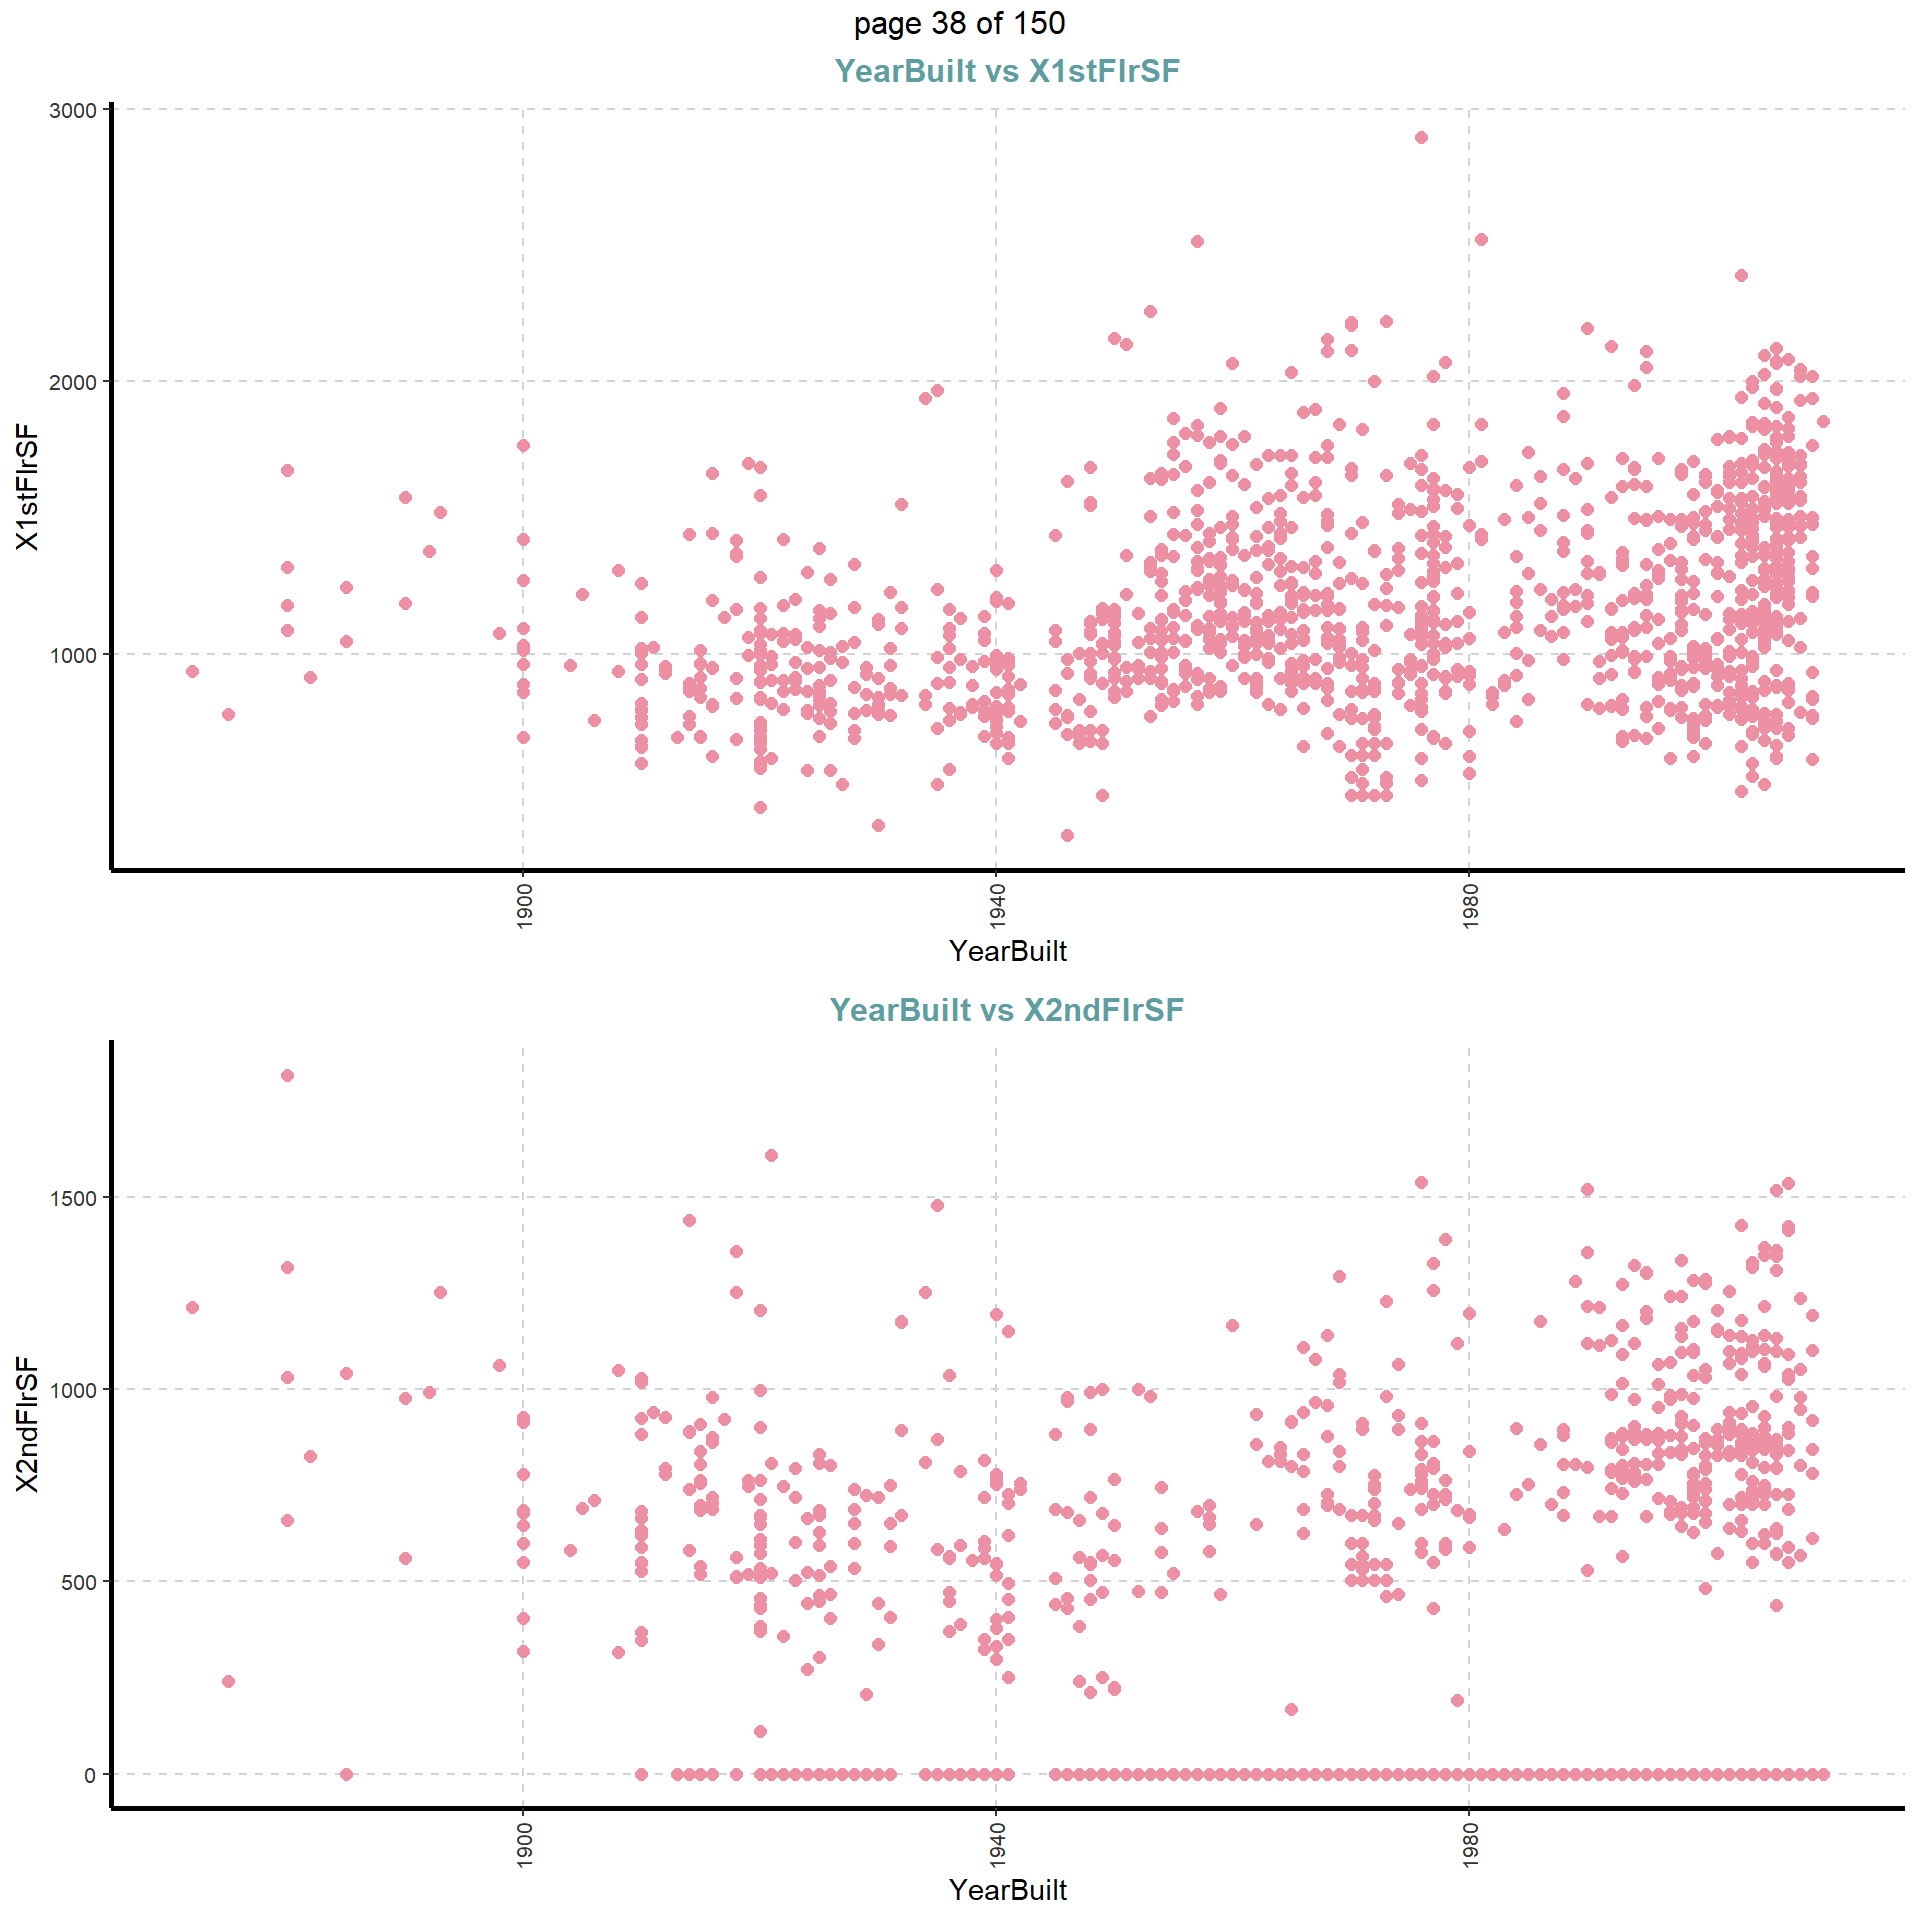 page 38 of 150
YearBuilt vs X1stFlrSF
3000
2000
1000
X1stFlrSF
1900
1940
1980
YearBuilt
YearBuilt vs X2ndFlrSF
1500
1000
500
0
X2ndFlrSF
1900
1940
1980
YearBuilt